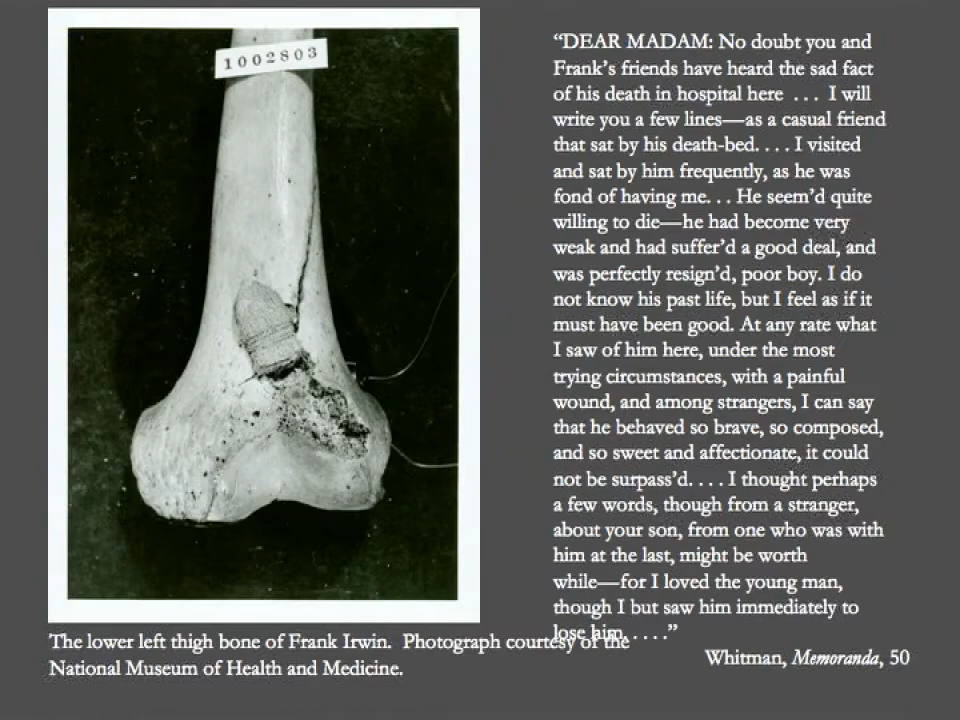 1002803
“DEAR MADAM: No doubt you and
Frank’s friends have heard the sad fact
of his death in hospital here . . . I will
write you a few lines—as a casual friend
that sat by his death-bed. . . . I visited
and sat by him frequently, as he was
fond of having me. . . He seem’d quite
willing to die—he had become very
weak and had suffer’d a good deal, and
was perfectly resign’d, poor boy. I do
not know his past life, but I feel as if it
must have been good. At any rate what
I saw of him here, under the most
trying circumstances, with a painful
wound, and among strangers, I can say
that he behaved so brave, so composed,
and so sweet and affectionate, it could
not be surpass’d. . . . I thought perhaps
a few words, though from a stranger,
about your son, from one who was with
him at the last, might be worth
while—for I loved the young man,
though I but saw him immediately to
lose him. . . . .”
Whitman, Memoranda, 50
The lower left thigh bone of Frank Irwin. Photograph courtesy of the
National Museum of Health and Medicine.